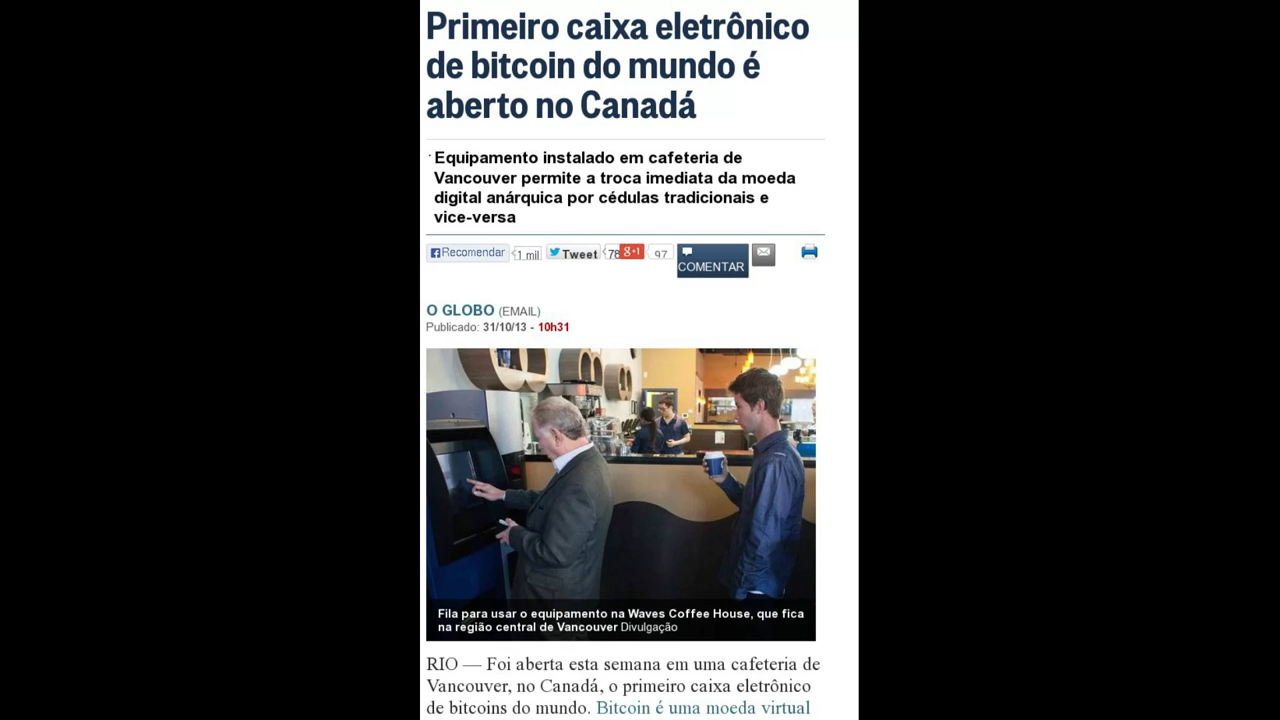 Primeiro caixa eletrônico
de bitcoin do mundo é
aberto no Canadá
Equipamento instalado em cafeteria de
Vancouver permite a troca imediata da moeda
digital anárquica por cédulas tradicionais e
vice-versa
Recomendar 1 mil Tweet 78 g+1 97 COMENTAR
O GLOBO (EMAIL)
Publicado: 31/10/13 - 10h31
Fila para usar o equipamento na Waves Coffee House, que fica
na região central de Vancouver Divulgação
RIO — Foi aberta esta semana em uma cafeteria de
Vancouver, no Canadá, o primeiro caixa eletrônico
de bitcoins do mundo. Bitcoin é uma moeda virtual